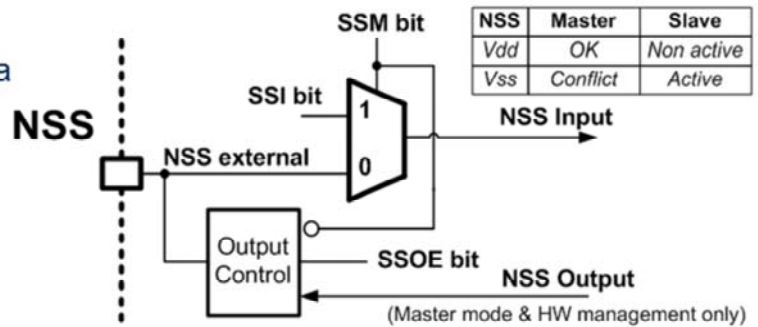 SSM bit
NSS Master Slave
Vdd OK Non active
Vss Conflict Active
a
SSI bit
NSS
1
NSS Input
NSS external
0
Output
Control
SSOE bit
NSS Output
(Master mode & HW management only)